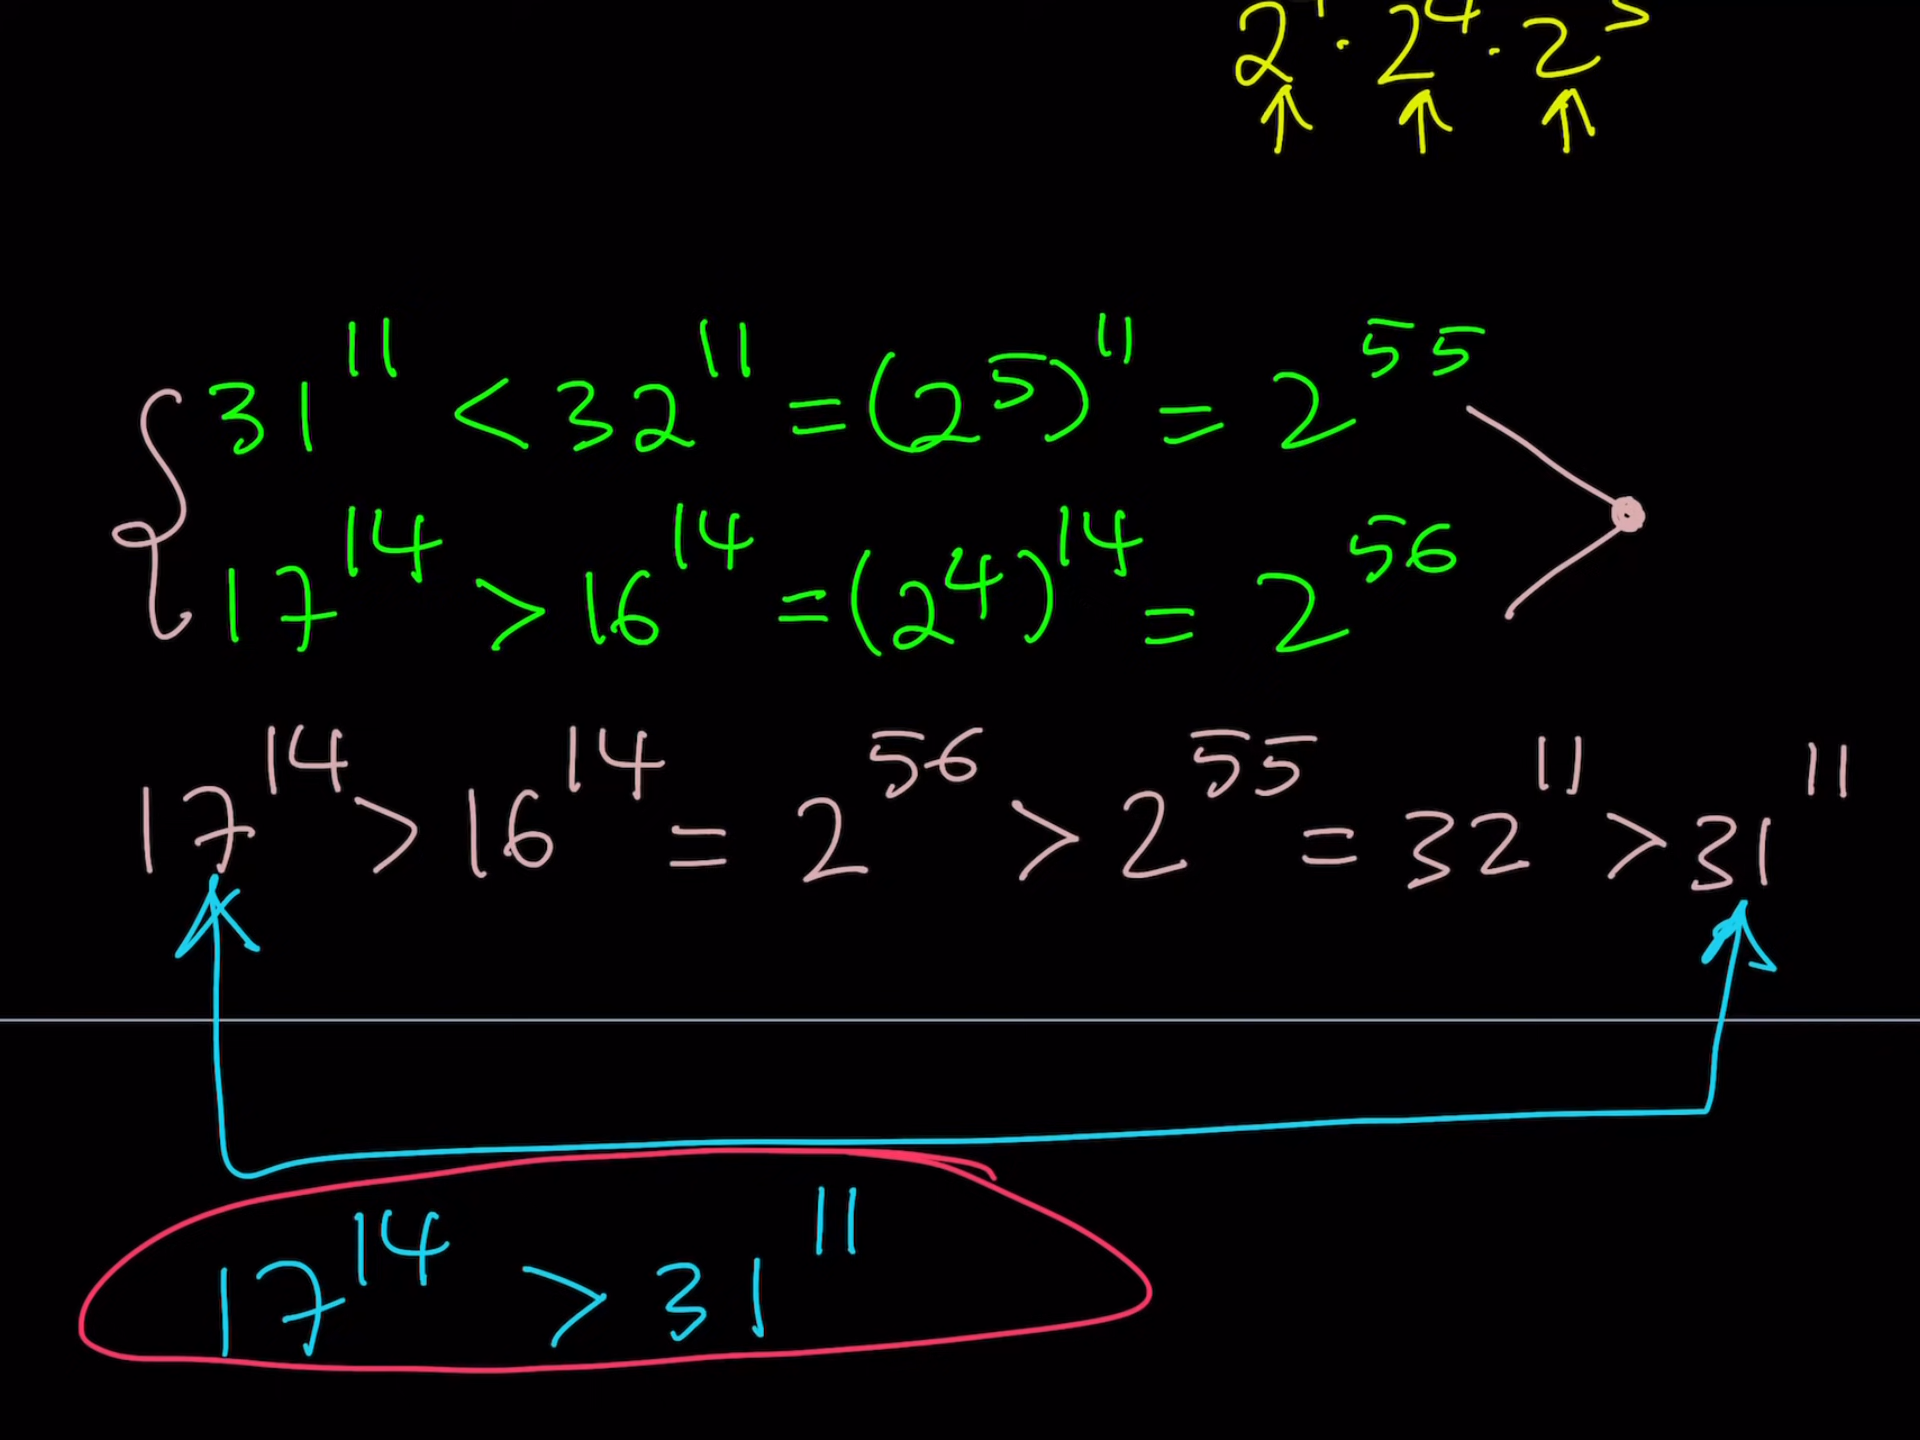 2 · 2⁴ · 2
31¹¹ < 32¹¹ = (2⁵)¹¹ = 2⁵⁵
17¹⁴ > 16¹⁴ = (2⁴)¹⁴ = 2⁵⁶
17¹⁴ > 16¹⁴ = 2⁵⁶ > 2⁵⁵ = 32¹¹ > 31¹¹
17¹⁴ > 31¹¹